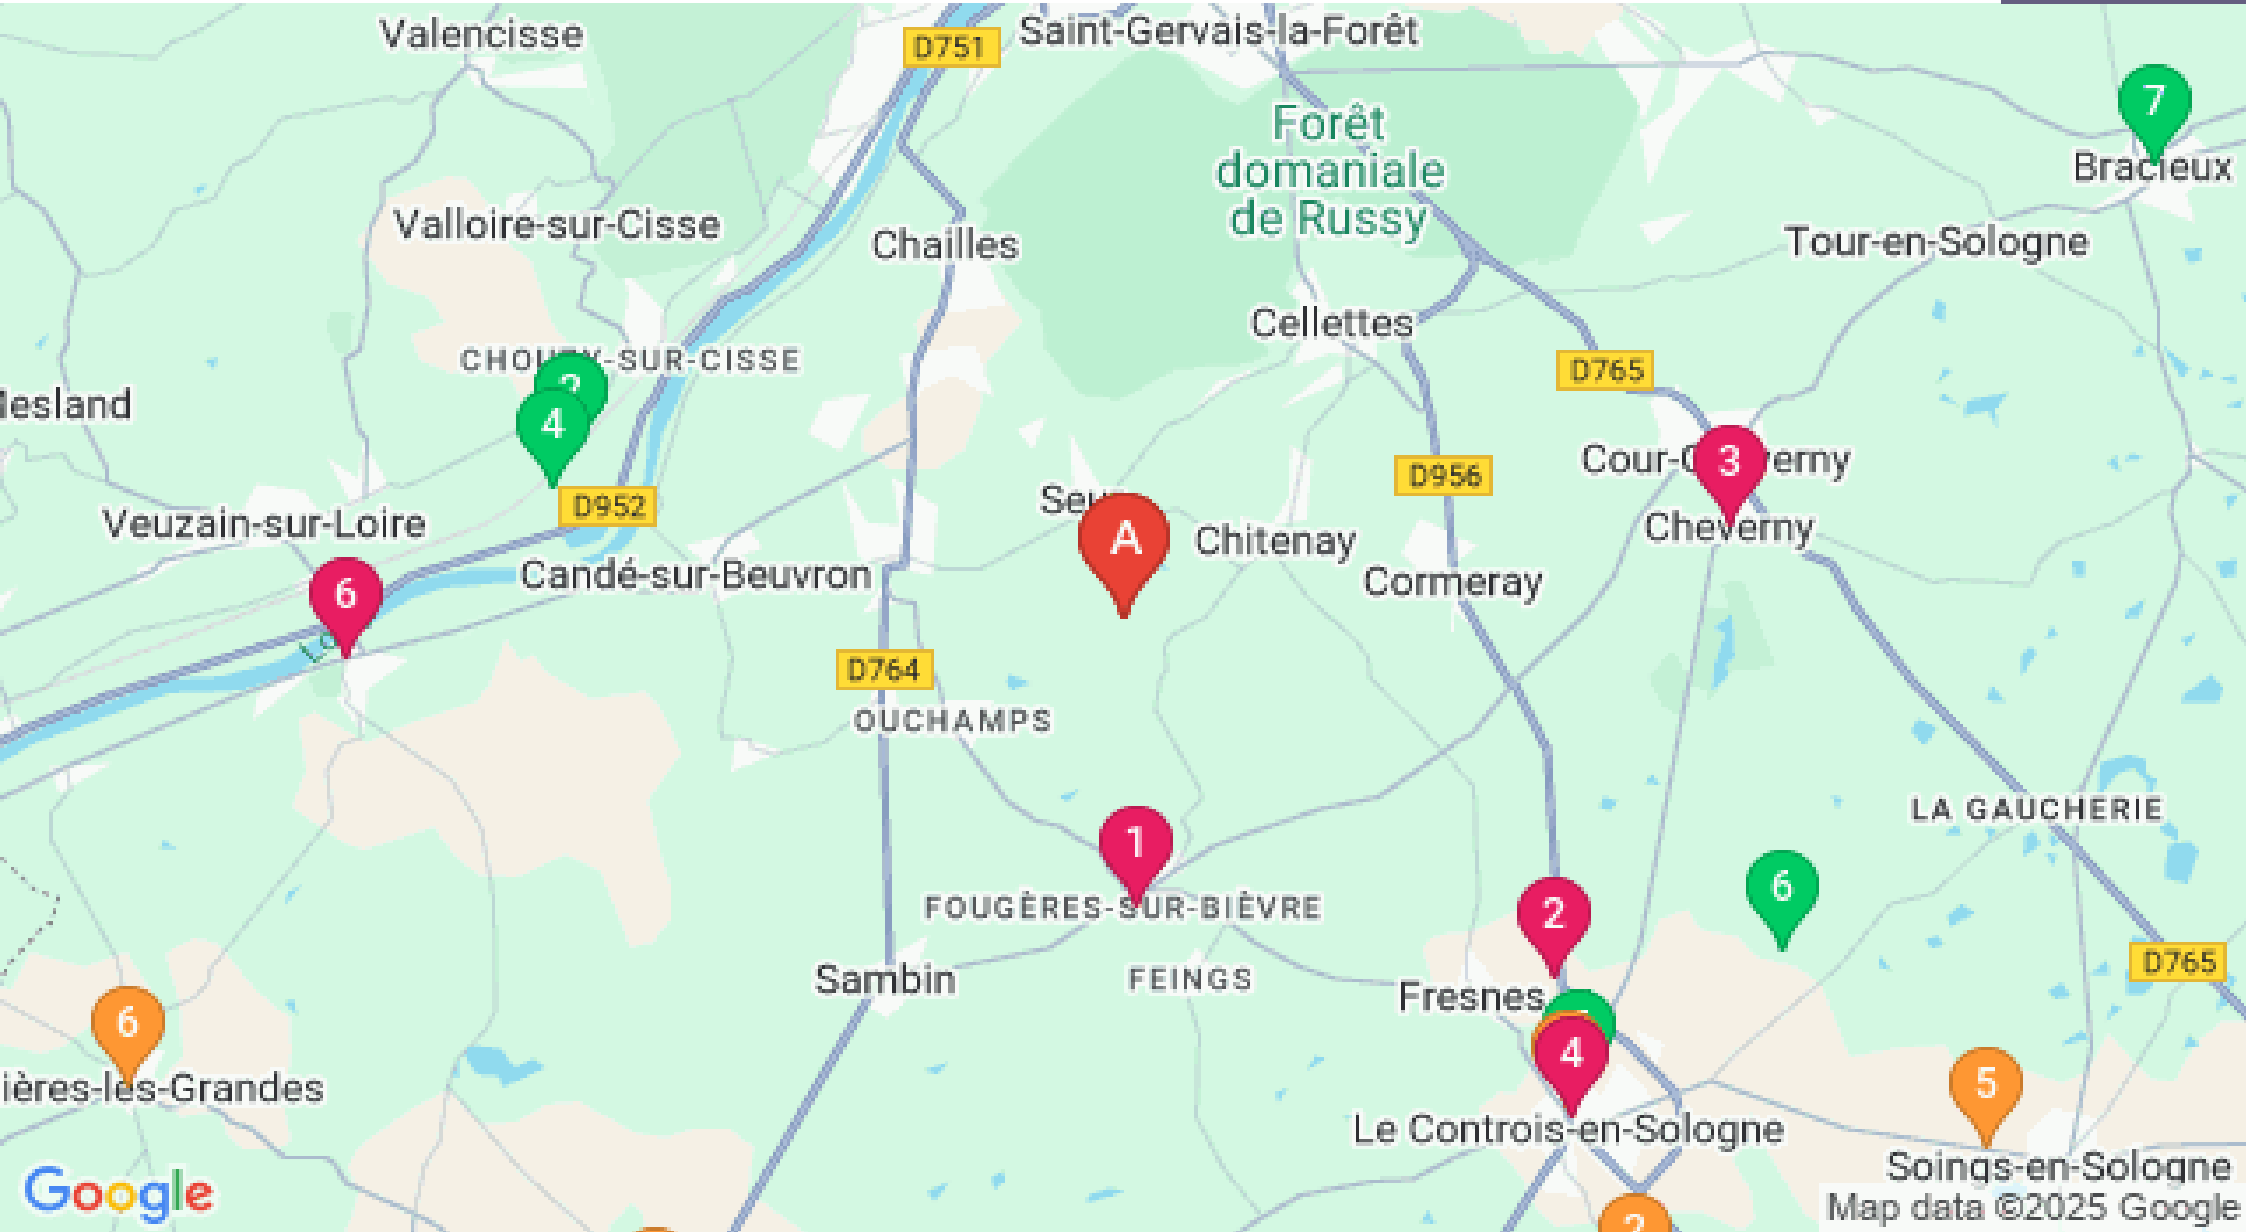 Valencisse
D751
Saint-Gervais-la-Forêt
Forêt
domaniale
de Russy
7
Bracieux
Valloire-sur-Cisse
Chailles
Tour-en-Sologne
Cellettes
D765
4
3
Cheverny
D956
D952
Veuzain-sur-Loire
A
Chitenay
Candé-sur-Beuvron
Cormeray
6
D764
OUCHAMPS
LA GAUCHERIE
1
FOUGÈRES-SUR-BIÈVRE
2
6
D765
Sambin
FEINGS
Fresnes
6
4
5
Le Controis-en-Sologne
Soings-en-Sologne
Google
Map data ©2025 Google